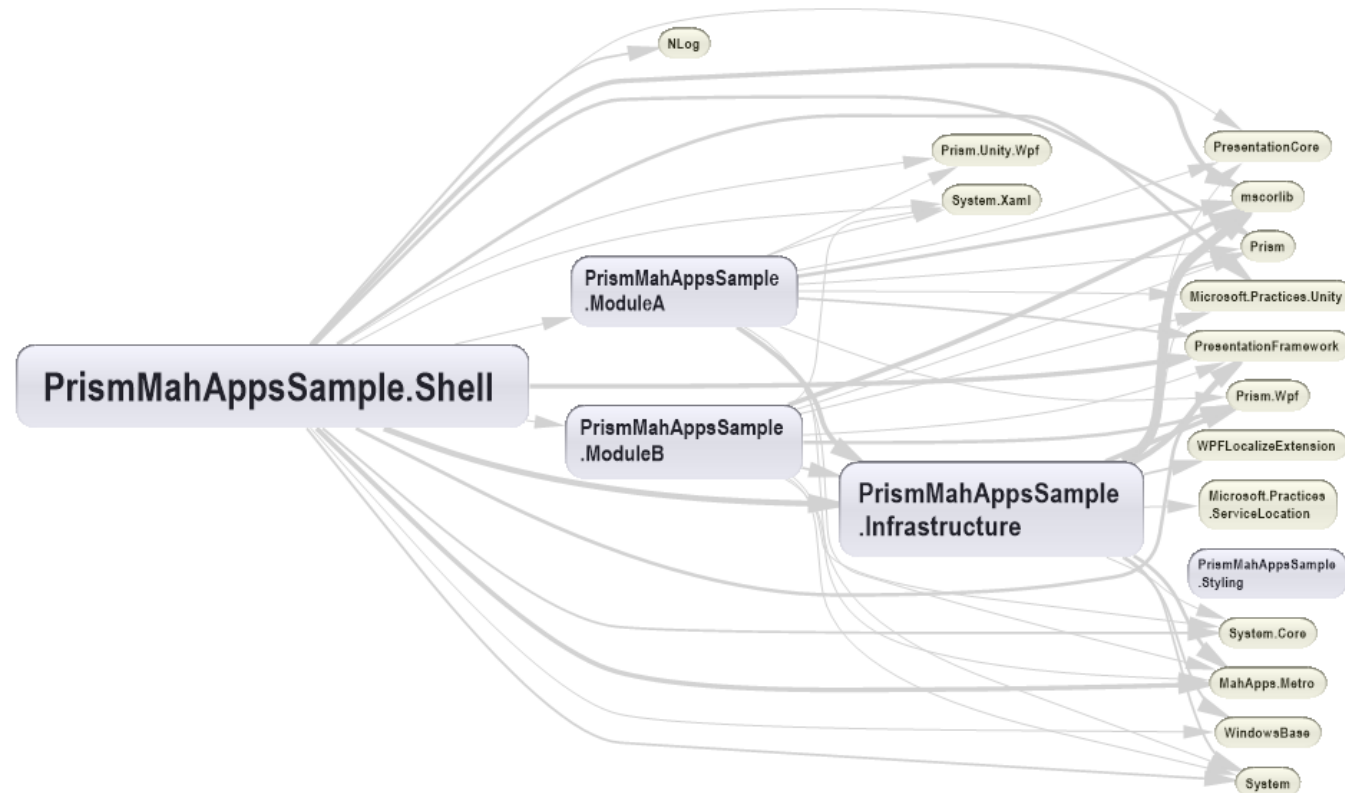 NLog
PresentationCore
Prism.Unity.Wpf
mscorlib
System.Xaml
Prism
PrismMahAppsSample
.ModuleA
Microsoft.Practices.Unity
PresentationFramework
PrismMahAppsSample.Shell
Prism.Wpf
PrismMahAppsSample
.ModuleB
WPFLocalizeExtension
PrismMahAppsSample
.Infrastructure
Microsoft.Practices
.ServiceLocation
PrismMahAppsSample
.Styling
System.Core
MahApps.Metro
WindowsBase
System